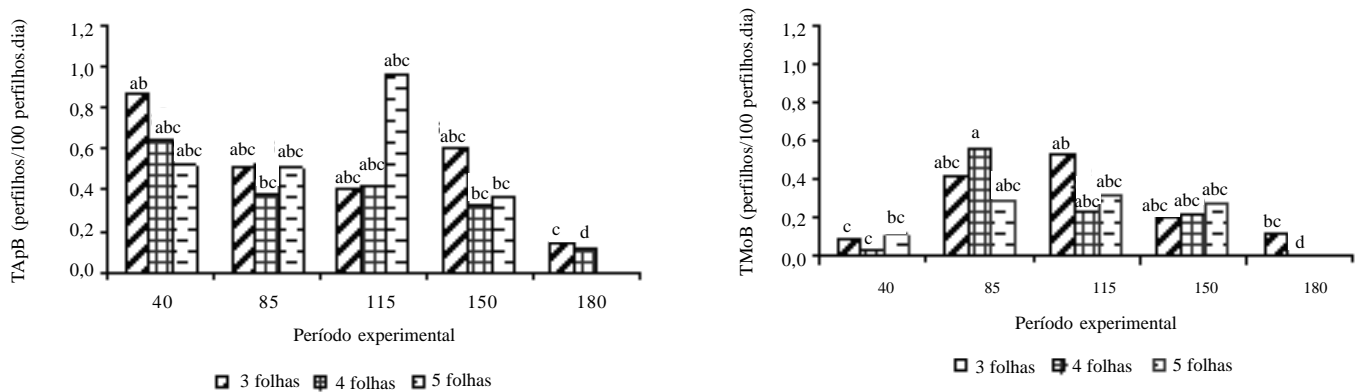 TApB (perfilhos/100 perfilhos.dia)
1,2
1,0
0,8
0,6
0,4
0,2
0,0
ab
abc
abc
abc
bc
abc
abc
abc
abc
abc
bc
bc
c
d
40 85 115 150 180
Período experimental
3 folhas 4 folhas 5 folhas
TMoB (perfilhos/100 perfilhos.dia)
1,2
1,0
0,8
0,6
0,4
0,2
0,0
c
c
bc
abc
a
abc
ab
abc
abc
abc
abc
abc
bc
d
40 85 115 150 180
Período experimental
3 folhas 4 folhas 5 folhas